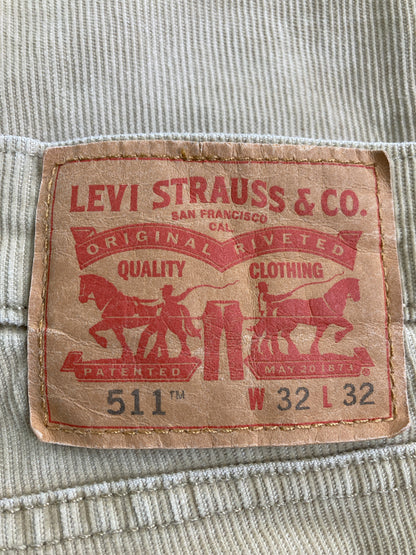 LEVI STRAUSS & CO.
SAN FRANCISCO
CAL.
ORIGINAL RIVETED
QUALITY CLOTHING
PATENTED MAY 20 1873
511™ W 32 L 32